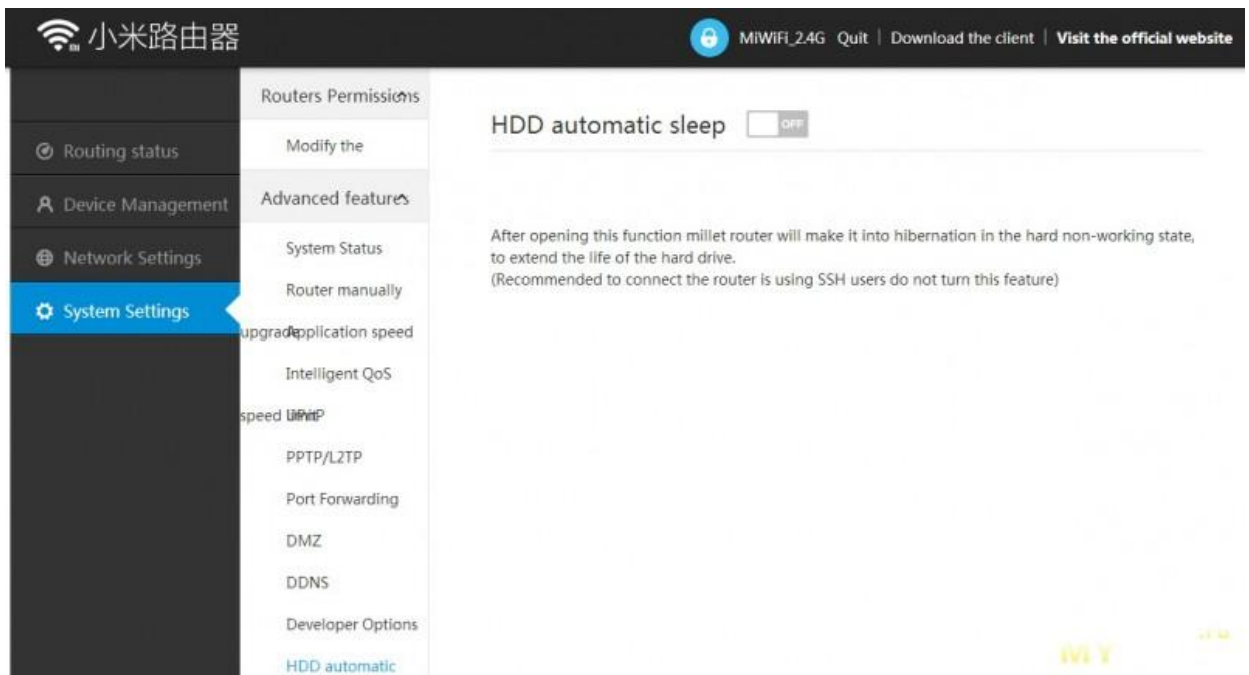 小米路由器
MiWiFi_2.4G Quit | Download the client | Visit the official website
Routing status
Device Management
Network Settings
System Settings
Routers Permissions
Modify the
Advanced features
System Status
Router manually
upgrade
Application speed
Intelligent QoS
speed limit
UPnP
PPTP/L2TP
Port Forwarding
DMZ
DDNS
Developer Options
HDD automatic
HDD automatic sleep OFF
After opening this function millet router will make it into hibernation in the hard non-working state,
to extend the life of the hard drive.
(Recommended to connect the router is using SSH users do not turn this feature)
MY